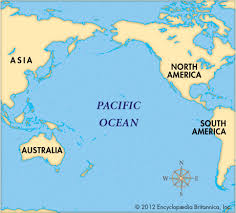 ASIA
NORTH
AMERICA
PACIFIC
OCEAN
SOUTH
AMERICA
AUSTRALIA
N
W
E
S
© 2012 Encyclopædia Britannica, Inc.